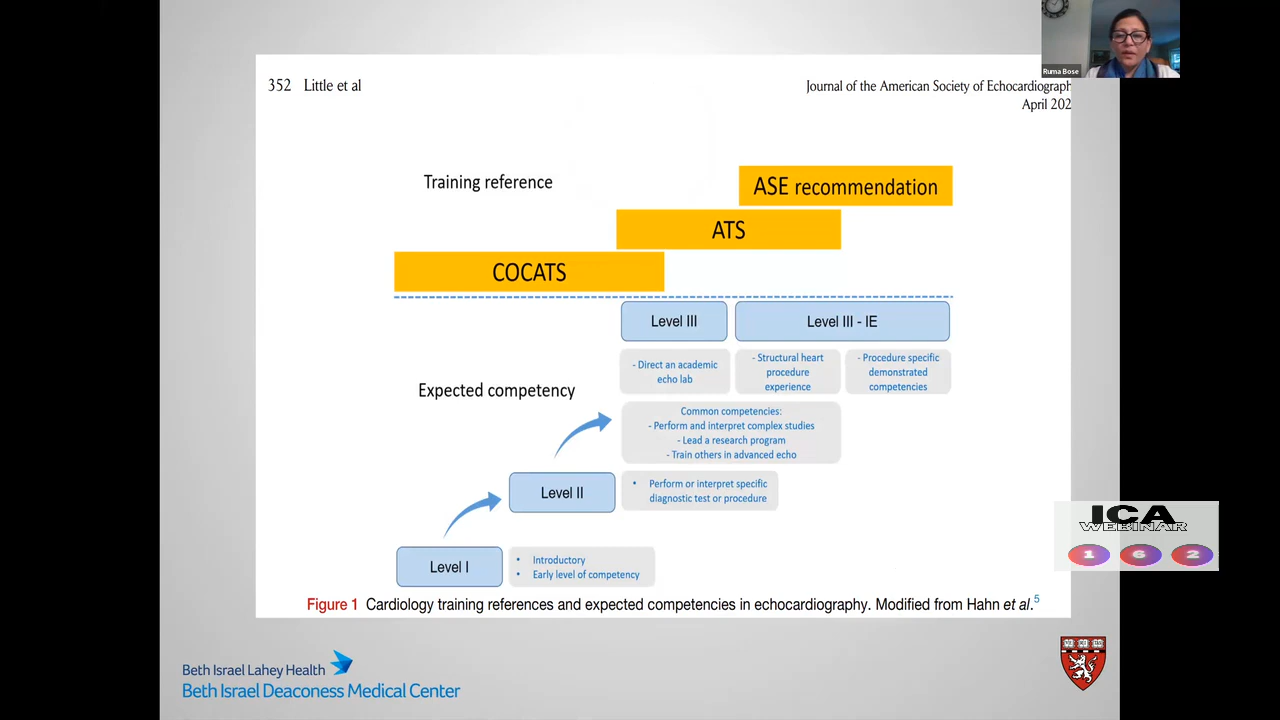 Ruma Bose
352 Little et al
Journal of the American Society of Echocardiograph
April 202
Training reference
ASE recommendation
ATS
COCATS
Level III
Level III - IE
- Direct an academic
echo lab
- Structural heart
procedure
experience
- Procedure specific
demonstrated
competencies
Expected competency
Common competencies:
- Perform and interpret complex studies
- Lead a research program
- Train others in advanced echo
Level II
• Perform or interpret specific
diagnostic test or procedure
Level I
• Introductory
• Early level of competency
Figure 1 Cardiology training references and expected competencies in echocardiography. Modified from Hahn et al.5
ICA
WEBINAR
1 6 2
Beth Israel Lahey Health
Beth Israel Deaconess Medical Center